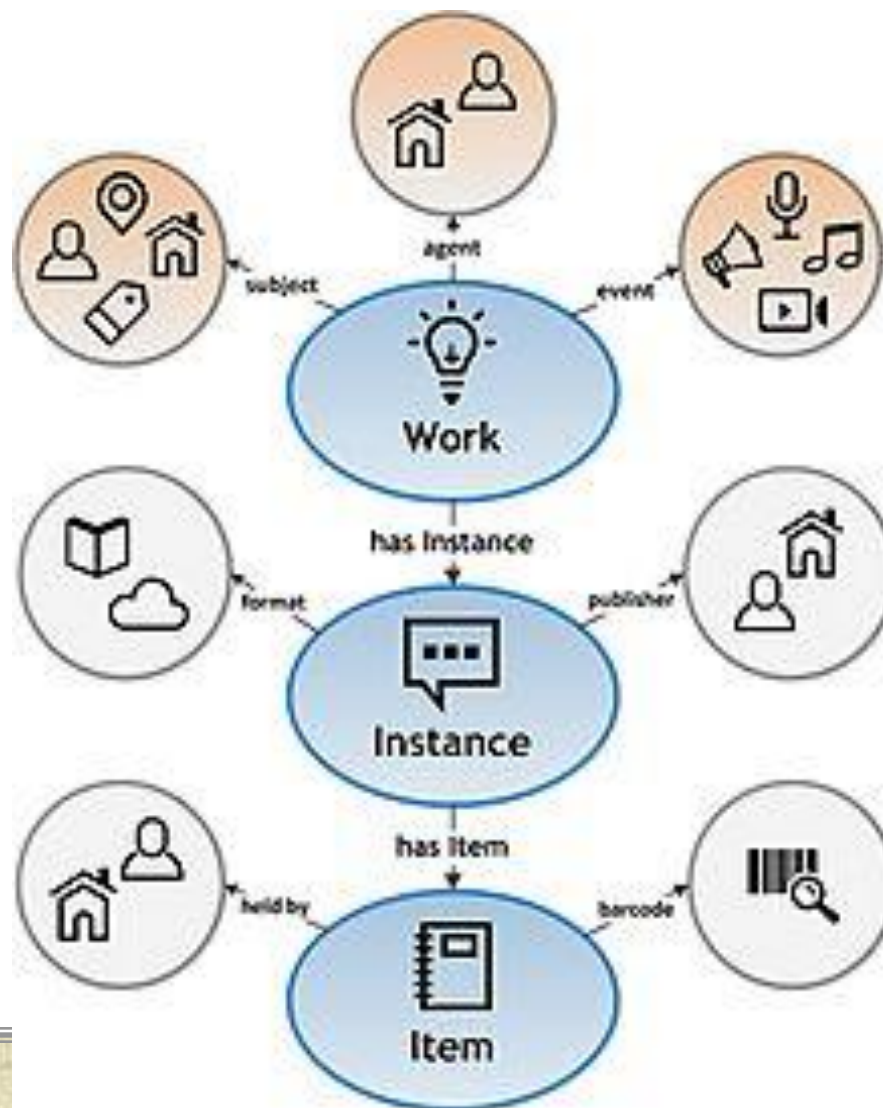 agent
subject
event
Work
has Instance
format
publisher
Instance
has Item
held by
barcode
Item